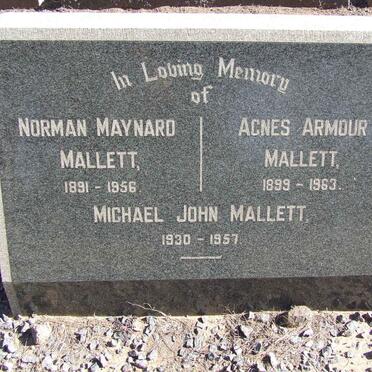 In Loving Memory
of
NORMAN MAYNARD
MALLETT,
1891 - 1956
AGNES ARMOUR
MALLETT,
1899 - 1963.
MICHAEL JOHN MALLETT,
1930 - 1957.